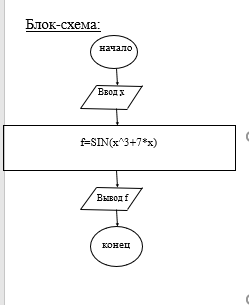 Блок-схема:
начало
Ввод x
f=SIN(x^3+7*x)
Вывод f
конец